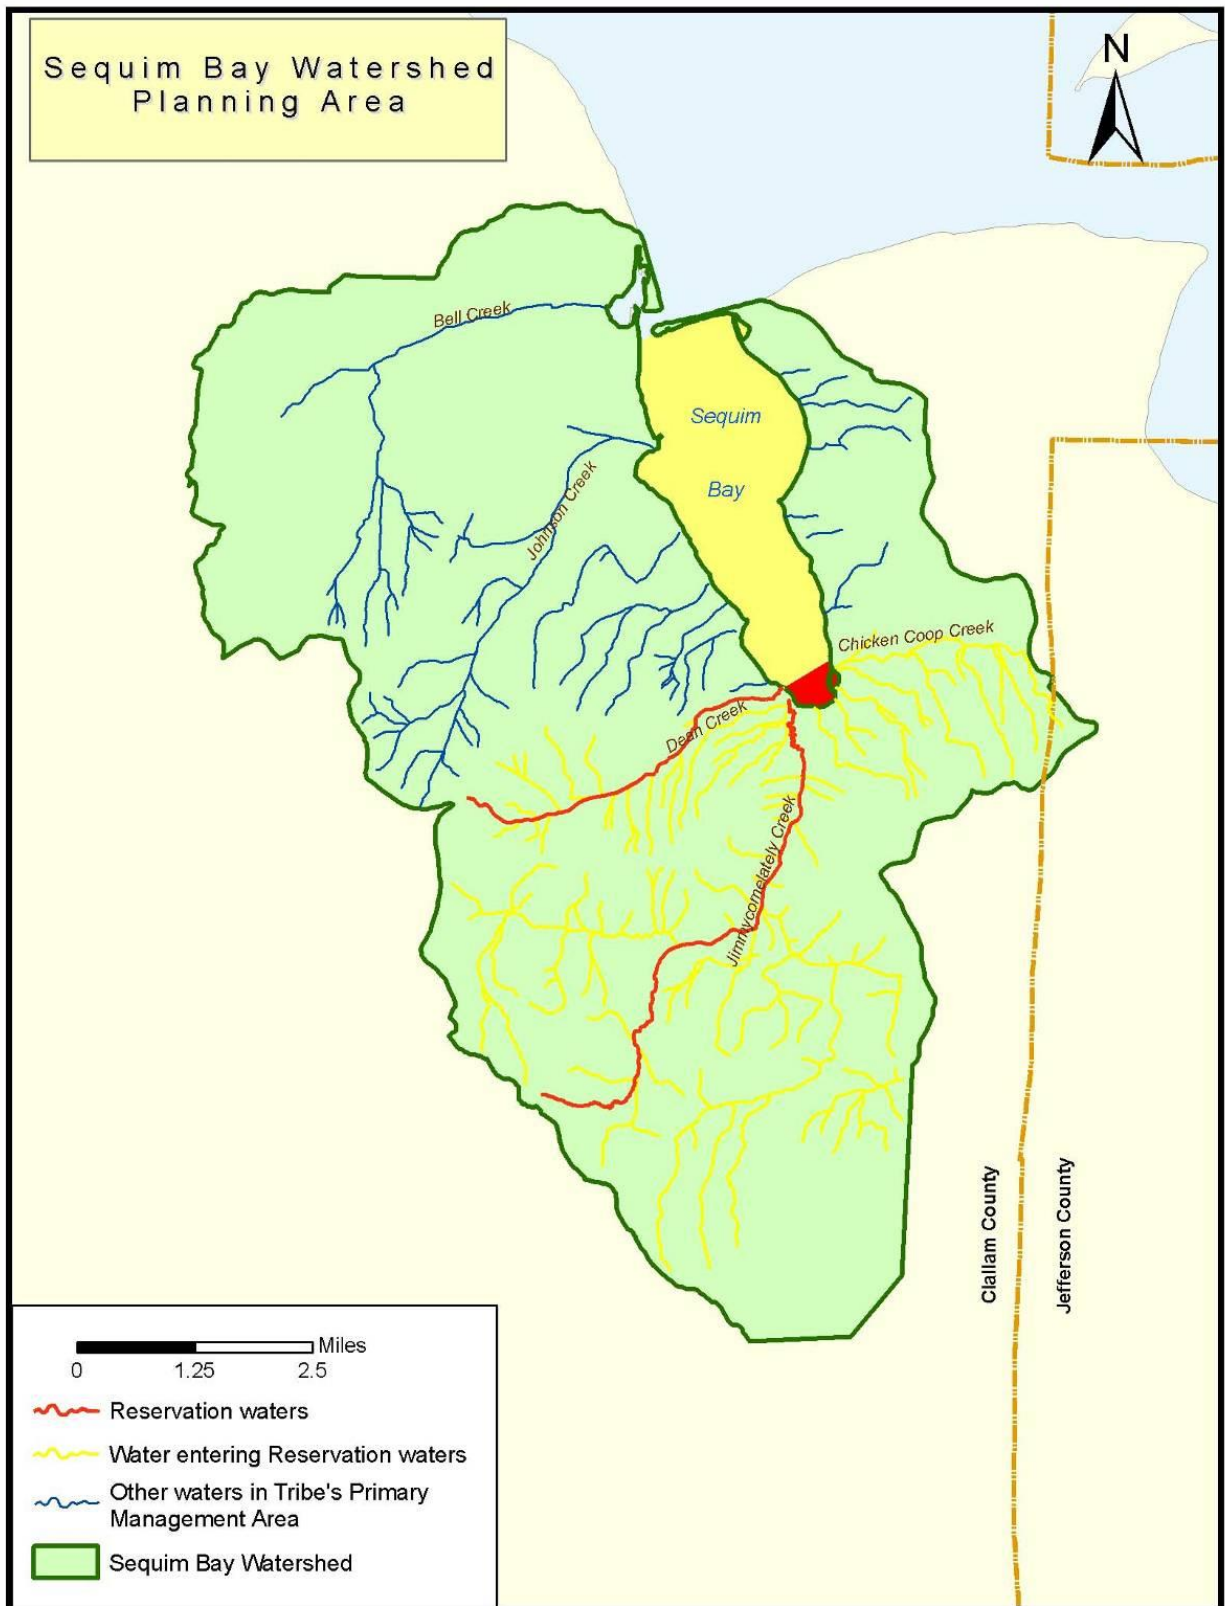 Sequim Bay Watershed
Planning Area
N
Bell Creek
Sequim
Bay
Johnson Creek
Chicken Coop Creek
Dean Creek
Jimmycomelately Creek
Clallam County
Jefferson County
Miles
0 1.25 2.5
Reservation waters
Water entering Reservation waters
Other waters in Tribe's Primary
Management Area
Sequim Bay Watershed